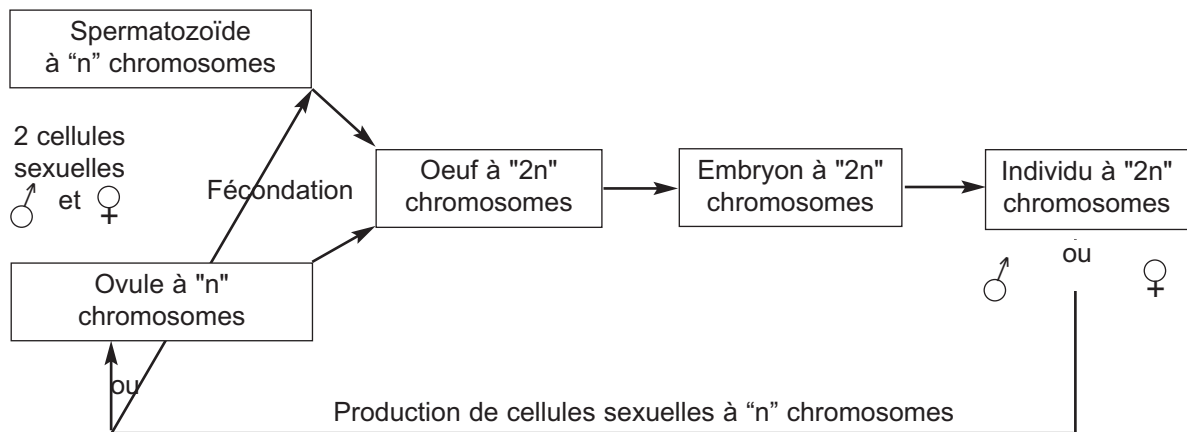 Spermatozoïde
à “n” chromosomes
2 cellules
sexuelles
et
Fécondation
Ovule à "n"
chromosomes
ou
Oeuf à "2n"
chromosomes
Embryon à "2n"
chromosomes
Individu à "2n"
chromosomes
ou
Production de cellules sexuelles à “n” chromosomes